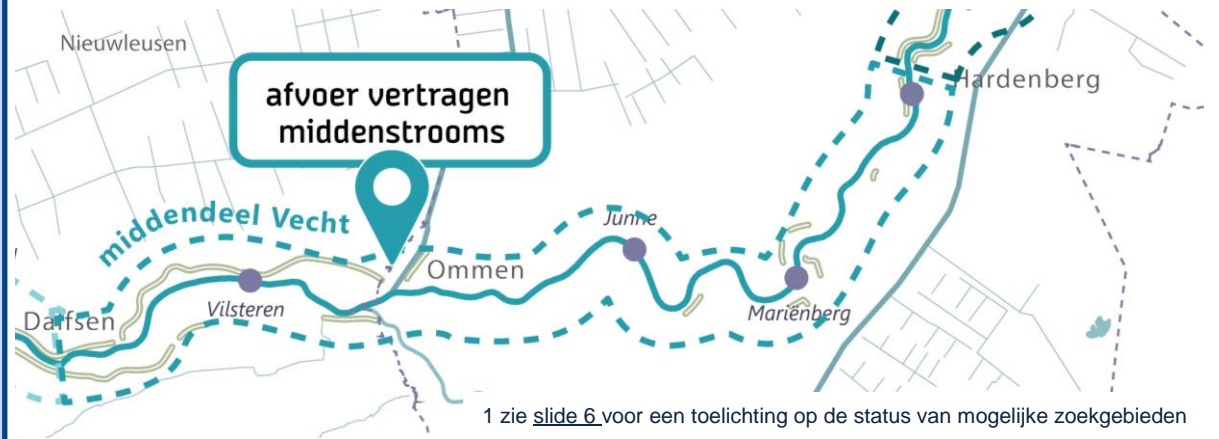 Nieuwleusen
afvoer vertragen
middenstrooms
Hardenberg
middendeel Vecht
Junne
Ommen
Vilsteren
Mariënberg
Dalfsen
1 zie slide 6 voor een toelichting op de status van mogelijke zoekgebieden